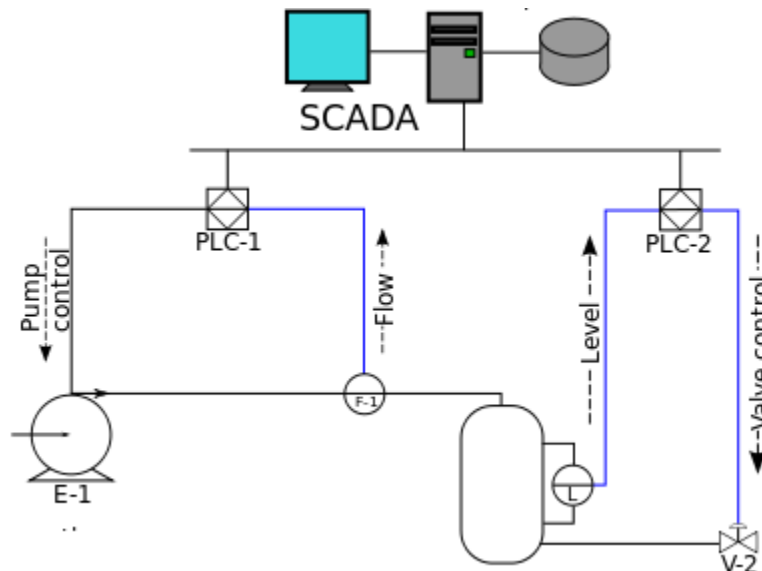 SCADA
PLC-1
PLC-2
Pump
control
Flow
Level
Valve control
F-1
L
E-1
V-2